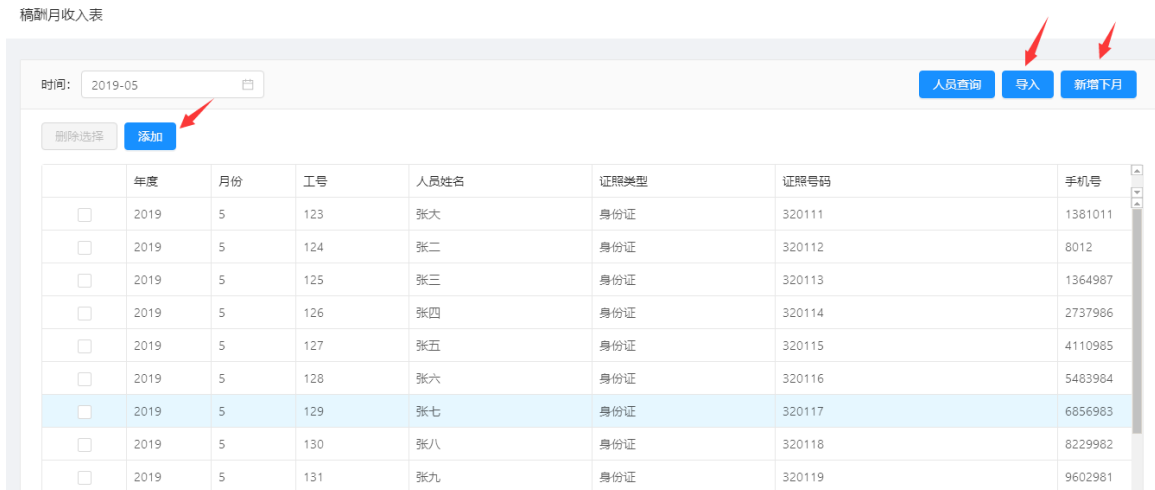 稿酬月收入表
时间: 2019-05 人员查询 导入 新增下月
删除选择 添加
年度 月份 工号 人员姓名 证照类型 证照号码 手机号
2019 5 123 张大 身份证 320111 1381011
2019 5 124 张二 身份证 320112 8012
2019 5 125 张三 身份证 320113 1364987
2019 5 126 张四 身份证 320114 2737986
2019 5 127 张五 身份证 320115 4110985
2019 5 128 张六 身份证 320116 5483984
2019 5 129 张七 身份证 320117 6856983
2019 5 130 张八 身份证 320118 8229982
2019 5 131 张九 身份证 320119 9602981